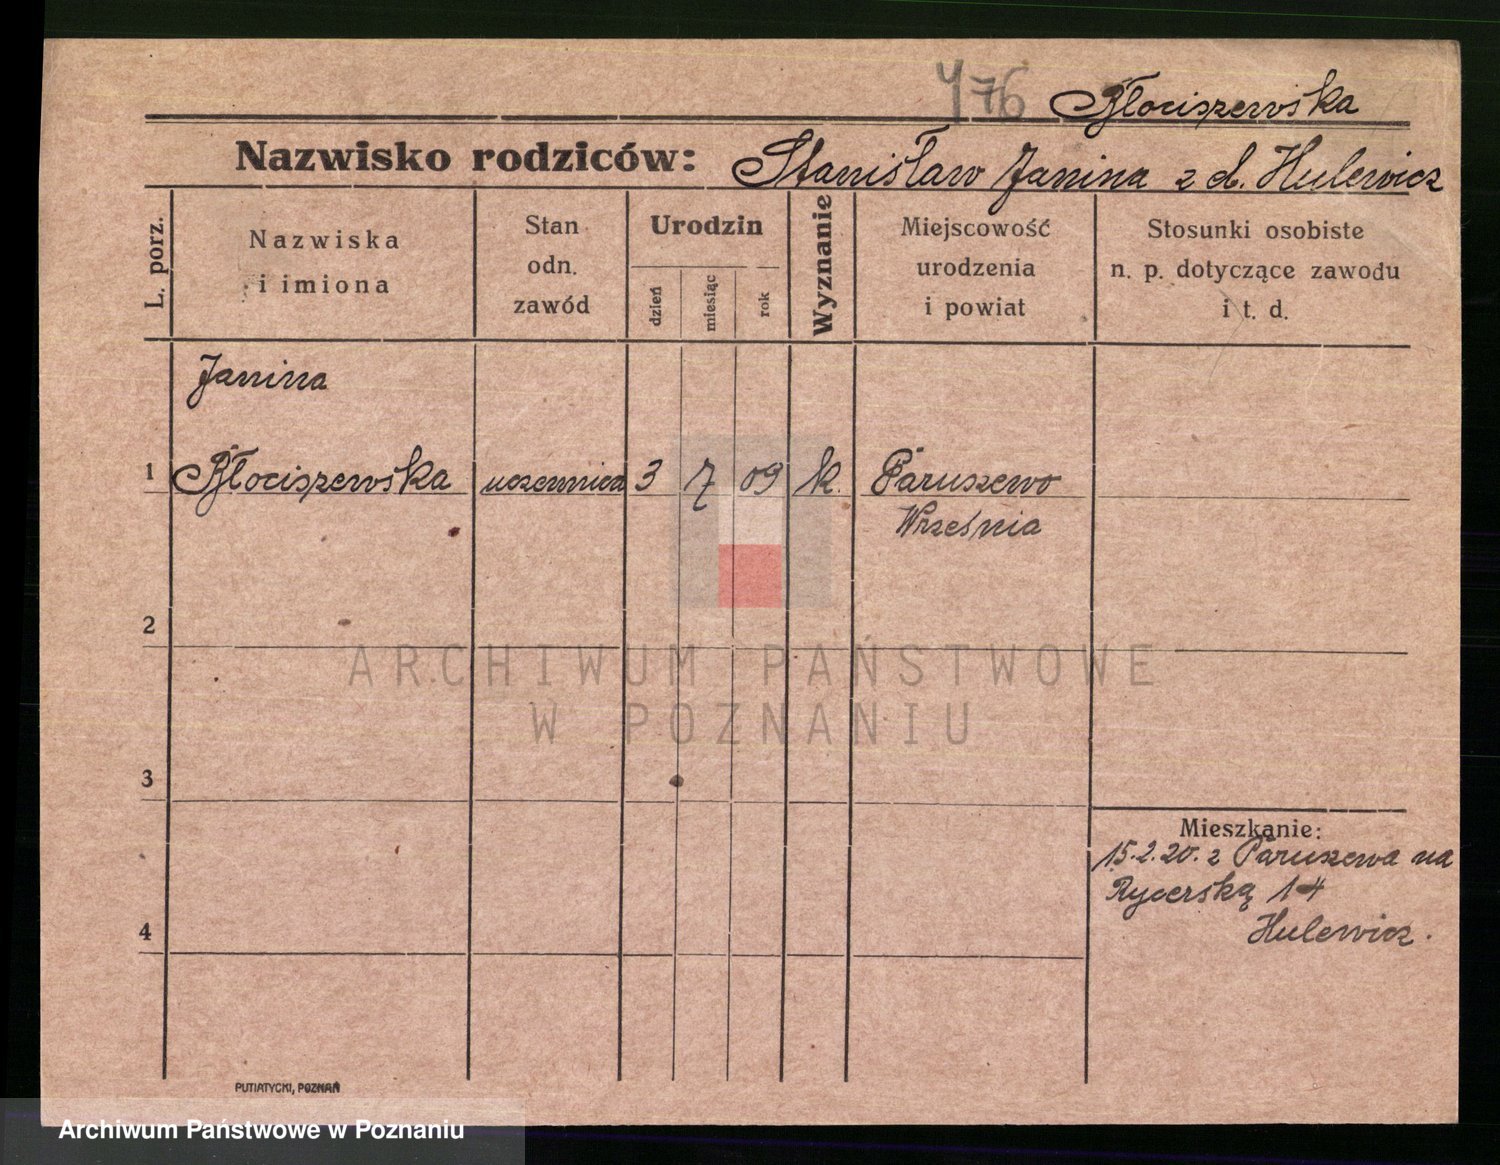 476 Błociszewska
Nazwisko rodziców: Stanisław Janina z d. Hulewicz
L. porz.
Nazwiska
i imiona
Stan
odn.
zawód
Urodzin
dzień
miesiąc
rok
Wyznanie
Miejscowość
urodzenia
i powiat
Stosunki osobiste
n. p. dotyczące zawodu
i t. d.
Janina
1 Błociszewska uczennica 3 7 09 k. Paruszewo
Września
2
3
Mieszkanie:
15.2.20. z Paruszewa na
Rycerską 14
4 Hulewicz.
ARCHIWUM PAŃSTWOWE
W POZNANIU
PUTIATYCKI, POZNAŃ
Archiwum Państwowe w Poznaniu